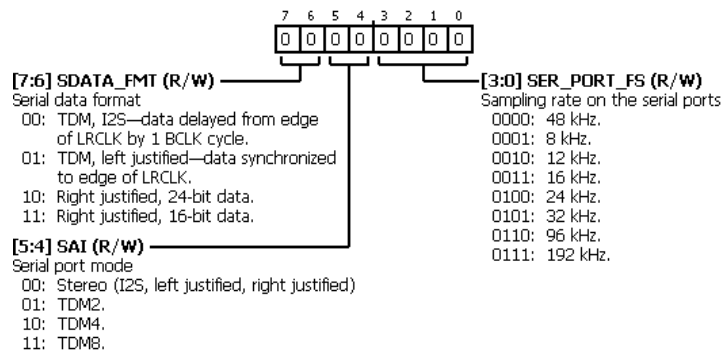 7 6 5 4 3 2 1 0
0 0 0 0 0 0 0 0
[7:6] SDATA_FMT (R/W)
Serial data format
00: TDM, I2S—data delayed from edge
of LRCLK by 1 BCLK cycle.
01: TDM, left justified—data synchronized
to edge of LRCLK.
10: Right justified, 24-bit data.
11: Right justified, 16-bit data.
[5:4] SAI (R/W)
Serial port mode
00: Stereo (I2S, left justified, right justified)
01: TDM2.
10: TDM4.
11: TDM8.
[3:0] SER_PORT_FS (R/W)
Sampling rate on the serial ports
0000: 48 kHz.
0001: 8 kHz.
0010: 12 kHz.
0011: 16 kHz.
0100: 24 kHz.
0101: 32 kHz.
0110: 96 kHz.
0111: 192 kHz.